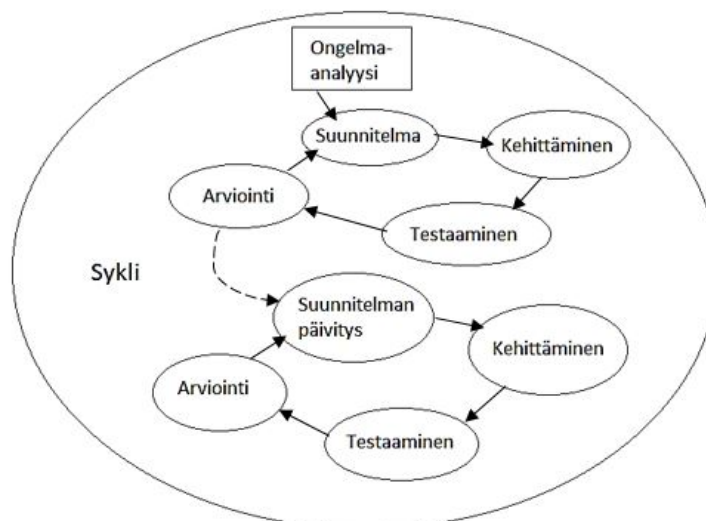 Ongelma-
analyysi
Suunnitelma
Kehittäminen
Arviointi
Testaaminen
Sykli
Suunnitelman
päivitys
Kehittäminen
Arviointi
Testaaminen